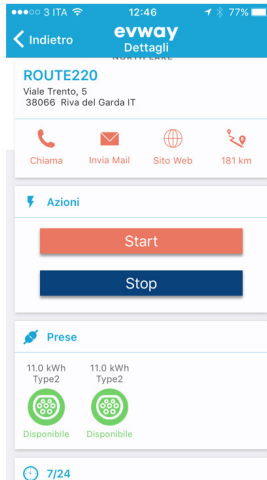 3 ITA 12:46 77%
Indietro evway
Dettagli
NORTH LAKE
ROUTE220
Viale Trento, 5
38066 Riva del Garda IT
Chiama Invia Mail Sito Web 181 km
Azioni
Start
Stop
Prese
11.0 kWh 11.0 kWh
Type2 Type2
Disponibile Disponibile
7/24